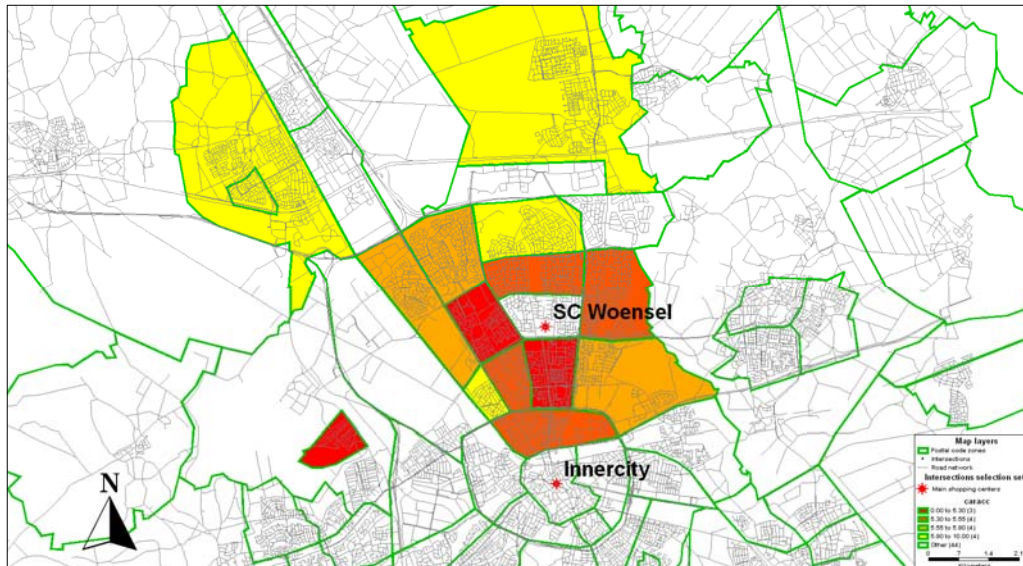 SC Woensel
Innercity
N
Map layers
Postal code zones
Intersections
Road network
Intersections selection set
Main shopping centers
caracc
0.00 to 5.30 (3)
5.30 to 5.55 (4)
5.55 to 5.80 (4)
5.80 to 10.00 (4)
Other (44)
0 .7 1.4 2.1
Kilometers